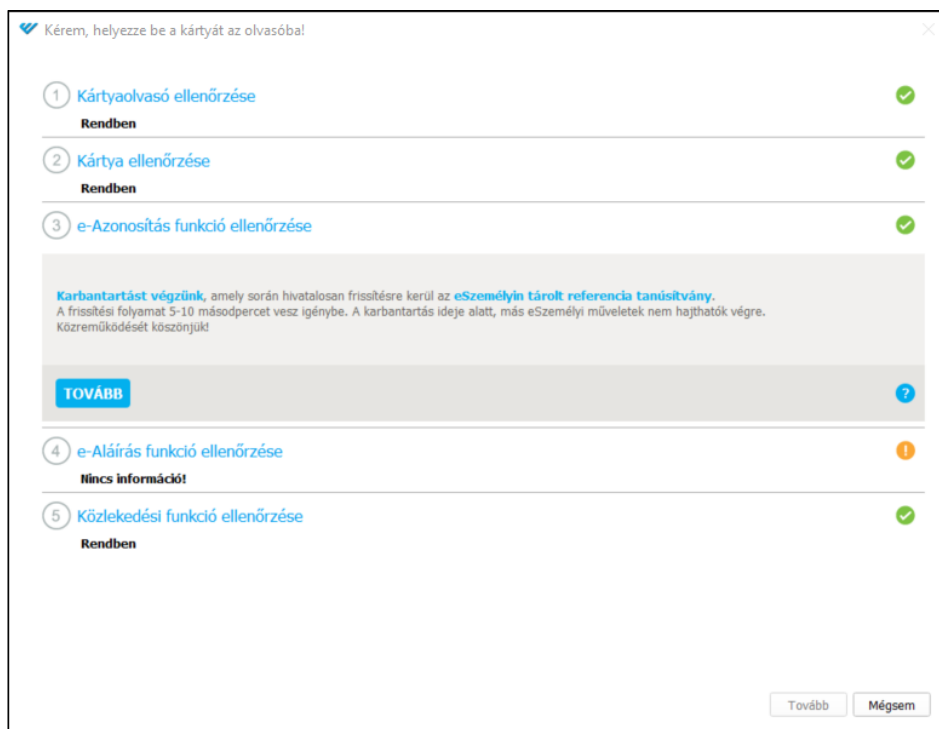 Kérem, helyezze be a kártyát az olvasóba!
1 Kártyaolvasó ellenőrzése
Rendben
2 Kártya ellenőrzése
Rendben
3 e-Azonosítás funkció ellenőrzése
Karbantartást végzünk, amely során hivatalosan frissítésre kerül az eSzemélyin tárolt referencia tanúsítvány.
A frissítési folyamat 5-10 másodpercet vesz igénybe. A karbantartás ideje alatt, más eSzemélyi műveletek nem hajthatók végre.
Közreműködését köszönjük!
TOVÁBB
?
4 e-Aláírás funkció ellenőrzése
!
Nincs információ!
5 Közlekedési funkció ellenőrzése
Rendben
Tovább Mégsem